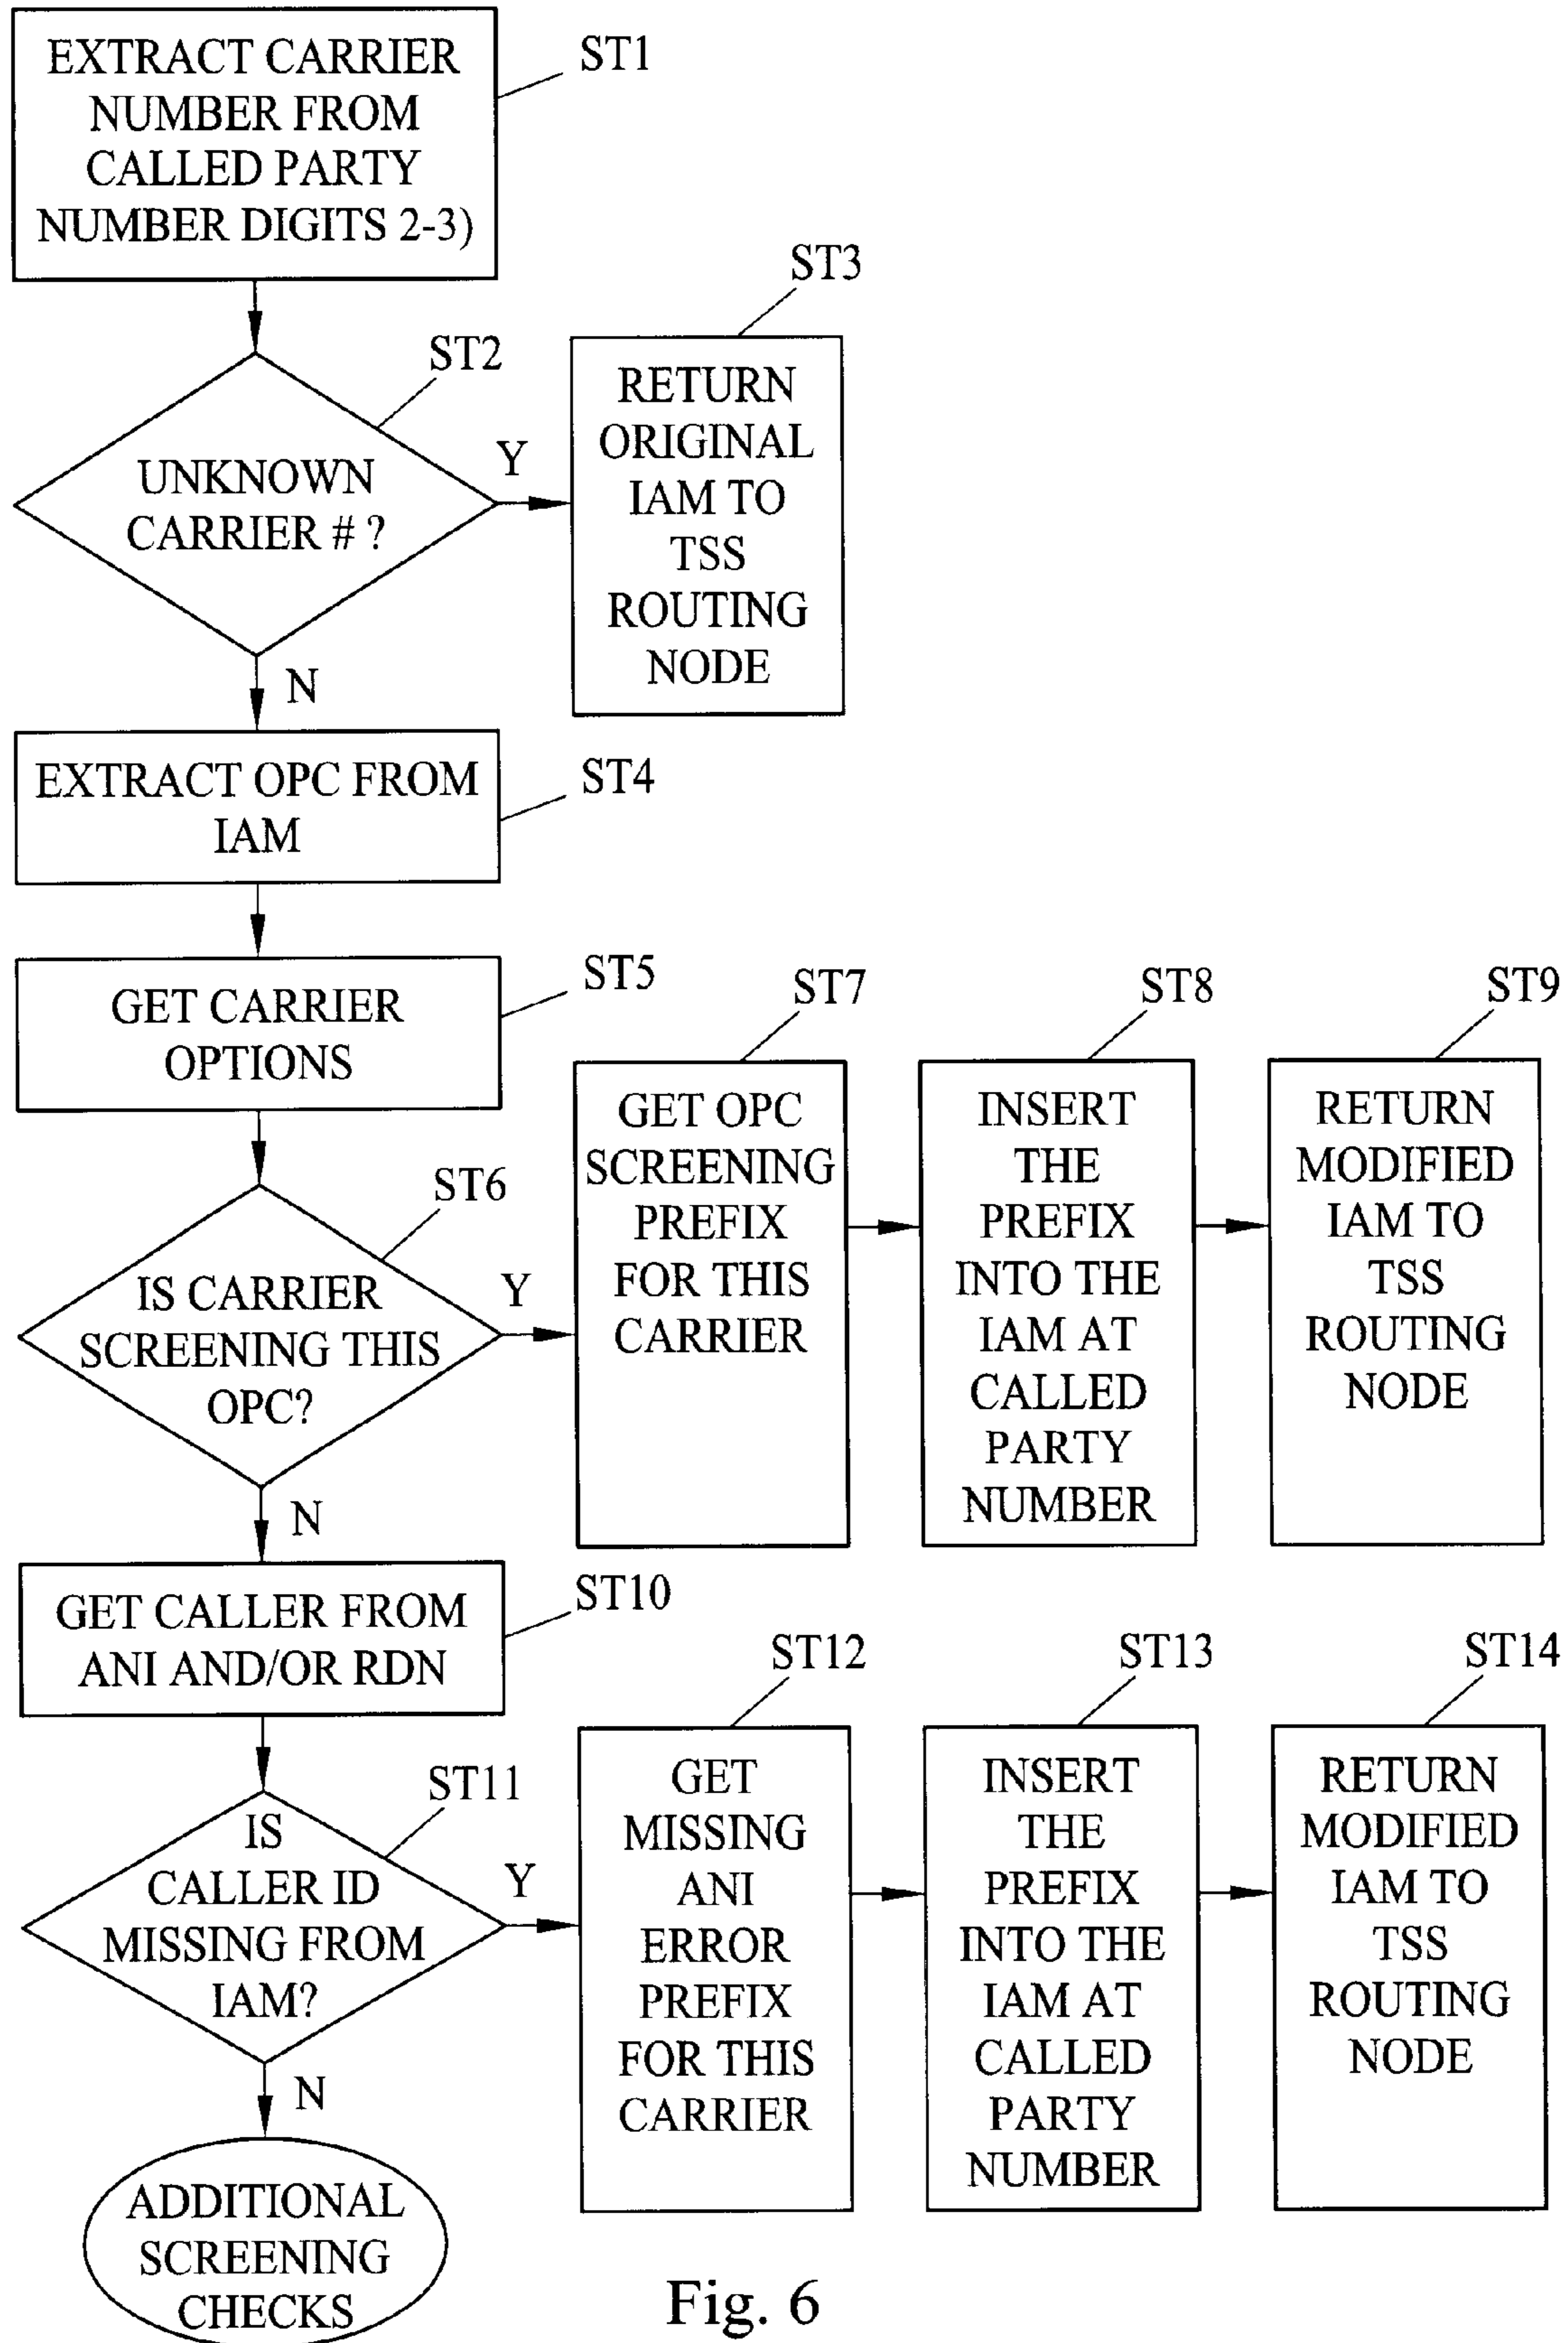 EXTRACT CARRIER
NUMBER FROM
CALLED PARTY
NUMBER DIGITS 2-3)
ST1
UNKNOWN
CARRIER # ?
ST2
Y
N
RETURN
ORIGINAL
IAM TO
TSS
ROUTING
NODE
ST3
EXTRACT OPC FROM
IAM
ST4
GET CARRIER
OPTIONS
ST5
IS CARRIER
SCREENING THIS
OPC?
ST6
Y
N
GET OPC
SCREENING
PREFIX
FOR THIS
CARRIER
ST7
INSERT
THE
PREFIX
INTO THE
IAM AT
CALLED
PARTY
NUMBER
ST8
RETURN
MODIFIED
IAM TO
TSS
ROUTING
NODE
ST9
GET CALLER FROM
ANI AND/OR RDN
ST10
IS
CALLER ID
MISSING FROM
IAM?
ST11
Y
N
GET
MISSING
ANI
ERROR
PREFIX
FOR THIS
CARRIER
ST12
INSERT
THE
PREFIX
INTO THE
IAM AT
CALLED
PARTY
NUMBER
ST13
RETURN
MODIFIED
IAM TO
TSS
ROUTING
NODE
ST14
ADDITIONAL
SCREENING
CHECKS
Fig. 6